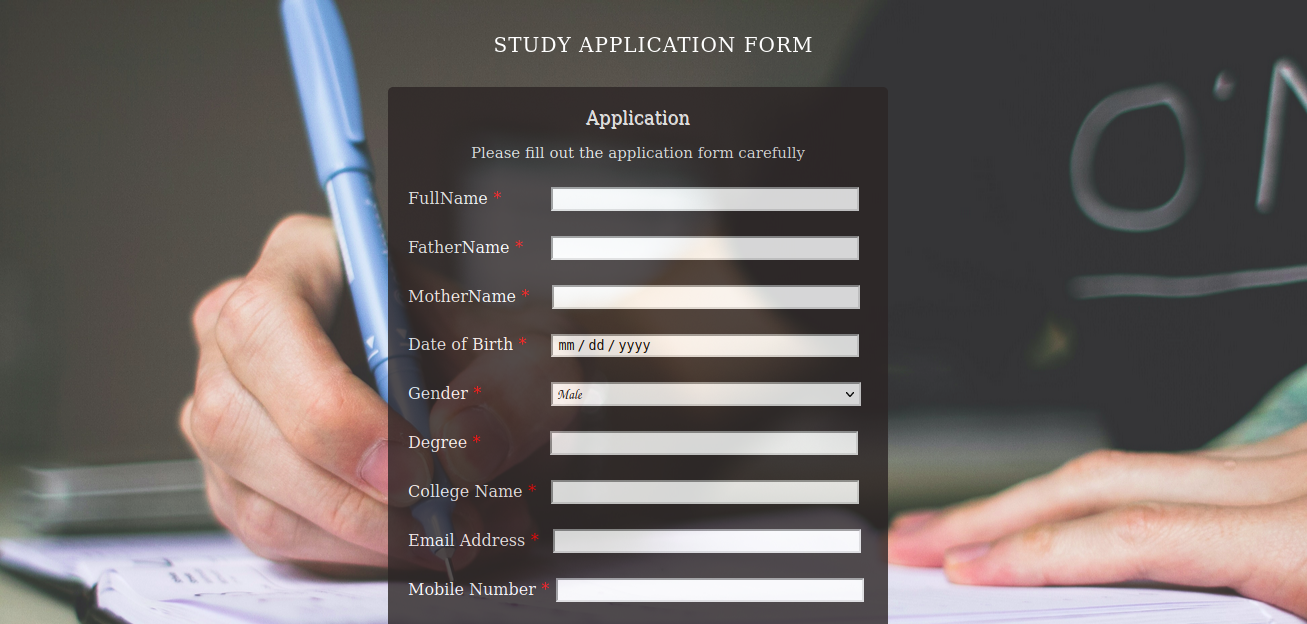 STUDY APPLICATION FORM
Application
Please fill out the application form carefully
FullName *
FatherName *
MotherName *
Date of Birth * mm / dd / yyyy
Gender * Male
Degree *
College Name *
Email Address *
Mobile Number *